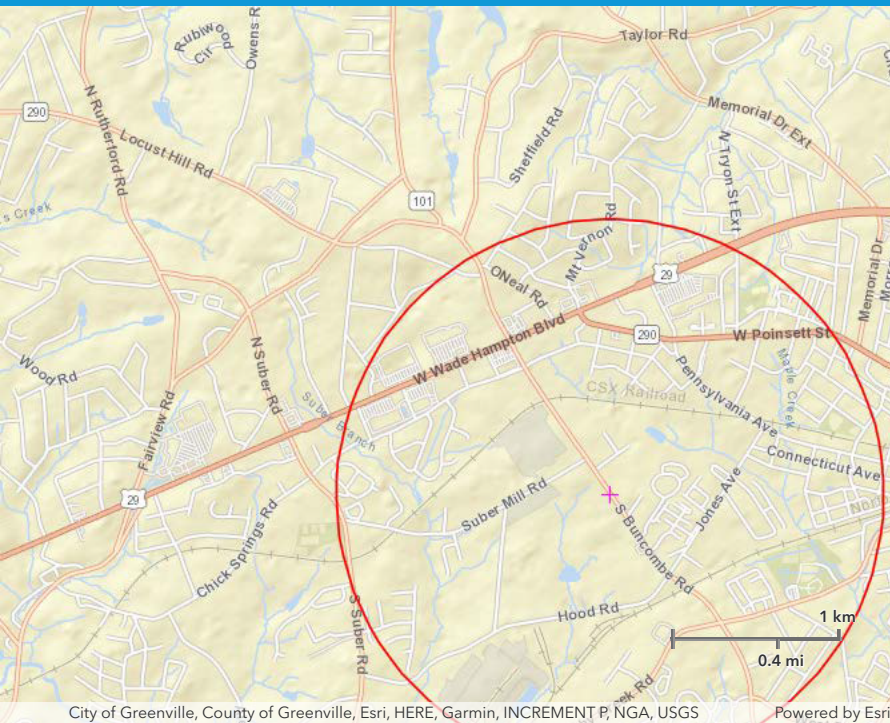 Rubiwood Cir
Owens R
Taylor Rd
290
N Rutherford Rd
Locust Hill Rd
Memorial Dr Ext
Sheffield Rd
N Tryon St Ext
s Creek
101
Mt Vernon Rd
Memorial Dr
29
ONeal Rd
290
W Poinsett St
W Wade Hampton Blvd
Wood Rd
N Suber Rd
Maple Creek
Pennsylvania Ave
CSX Railroad
Fairview Rd
Suber Branch
Connecticut Ave
29
Suber Mill Rd
Jones Ave
Chick Springs Rd
S Buncombe Rd
Hood Rd
S Suber Rd
1 km
0.4 mi
ek Rd
City of Greenville, County of Greenville, Esri, HERE, Garmin, INCREMENT P, NGA, USGS
Powered by Esri